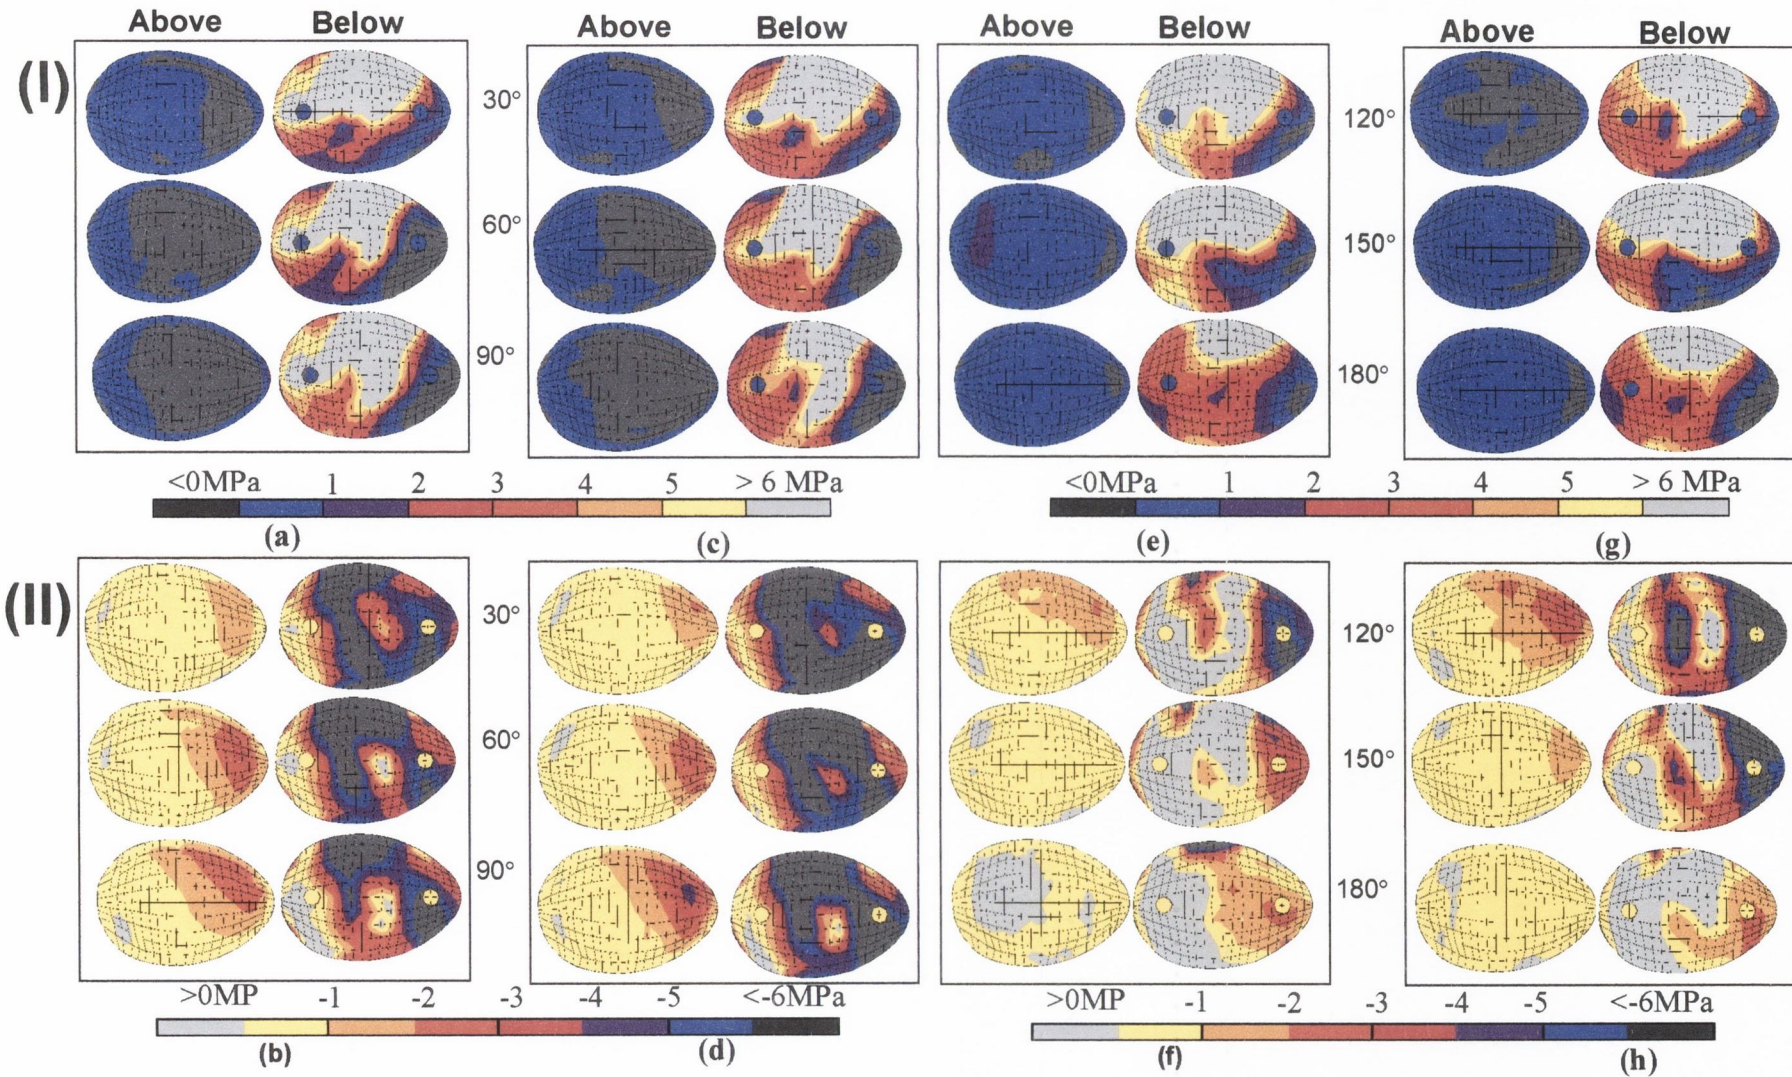 Above Below Above Below Above Below Above Below
(I)
30° 120°
60° 150°
90° 180°
<0MPa 1 2 3 4 5 > 6 MPa <0MPa 1 2 3 4 5 > 6 MPa
(a) (c) (e) (g)
(II)
30° 120°
60° 150°
90° 180°
>0MP -1 -2 -3 -4 -5 <-6MPa >0MP -1 -2 -3 -4 -5 <-6MPa
(b) (d) (f) (h)